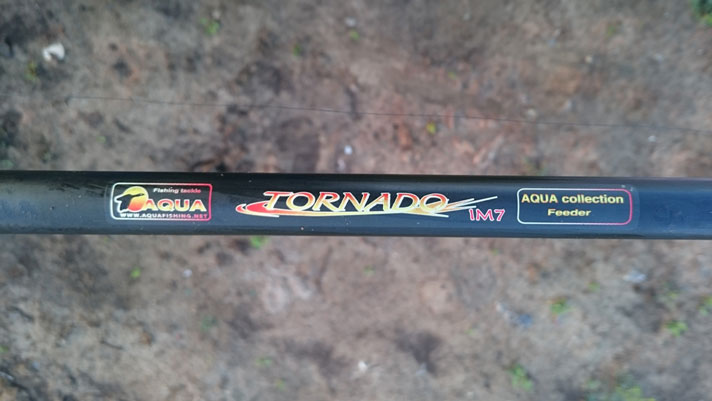 Fishing tackle
AQUA
WWW.AQUAFISHING.NET
TORNADO
IM7
AQUA collection
Feeder